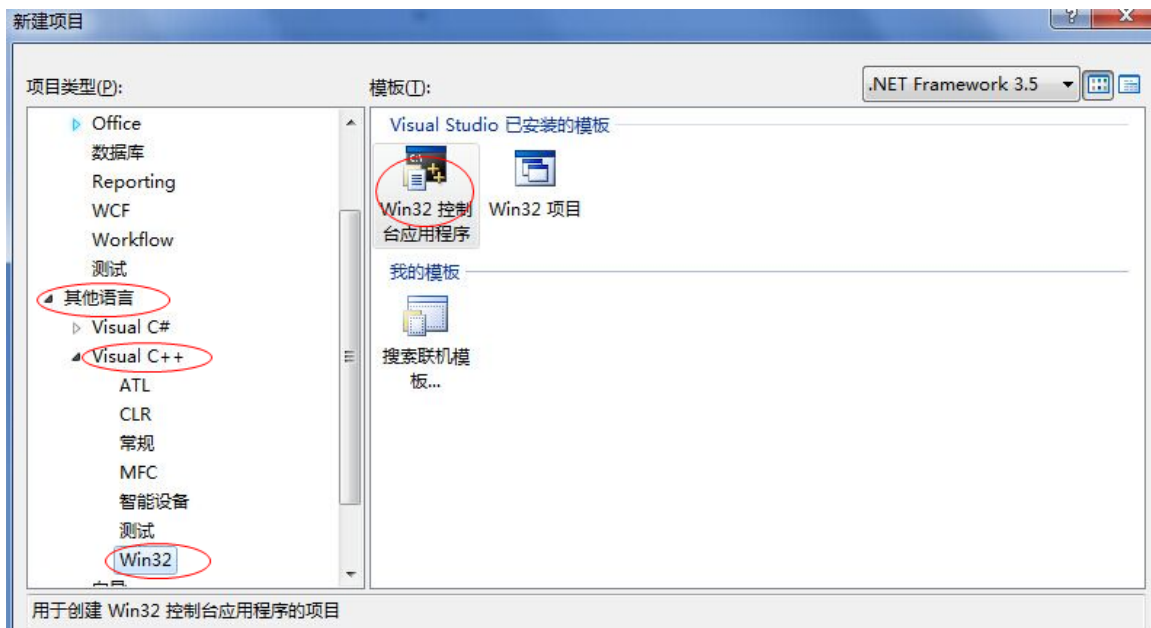 新建项目
项目类型(P):
模板(T):
.NET Framework 3.5
Office
数据库
Reporting
WCF
Workflow
测试
其他语言
Visual C#
Visual C++
ATL
CLR
常规
MFC
智能设备
测试
Win32
Visual Studio 已安装的模板
Win32 控制
台应用程序
Win32 项目
我的模板
搜索联机模
板...
用于创建 Win32 控制台应用程序的项目